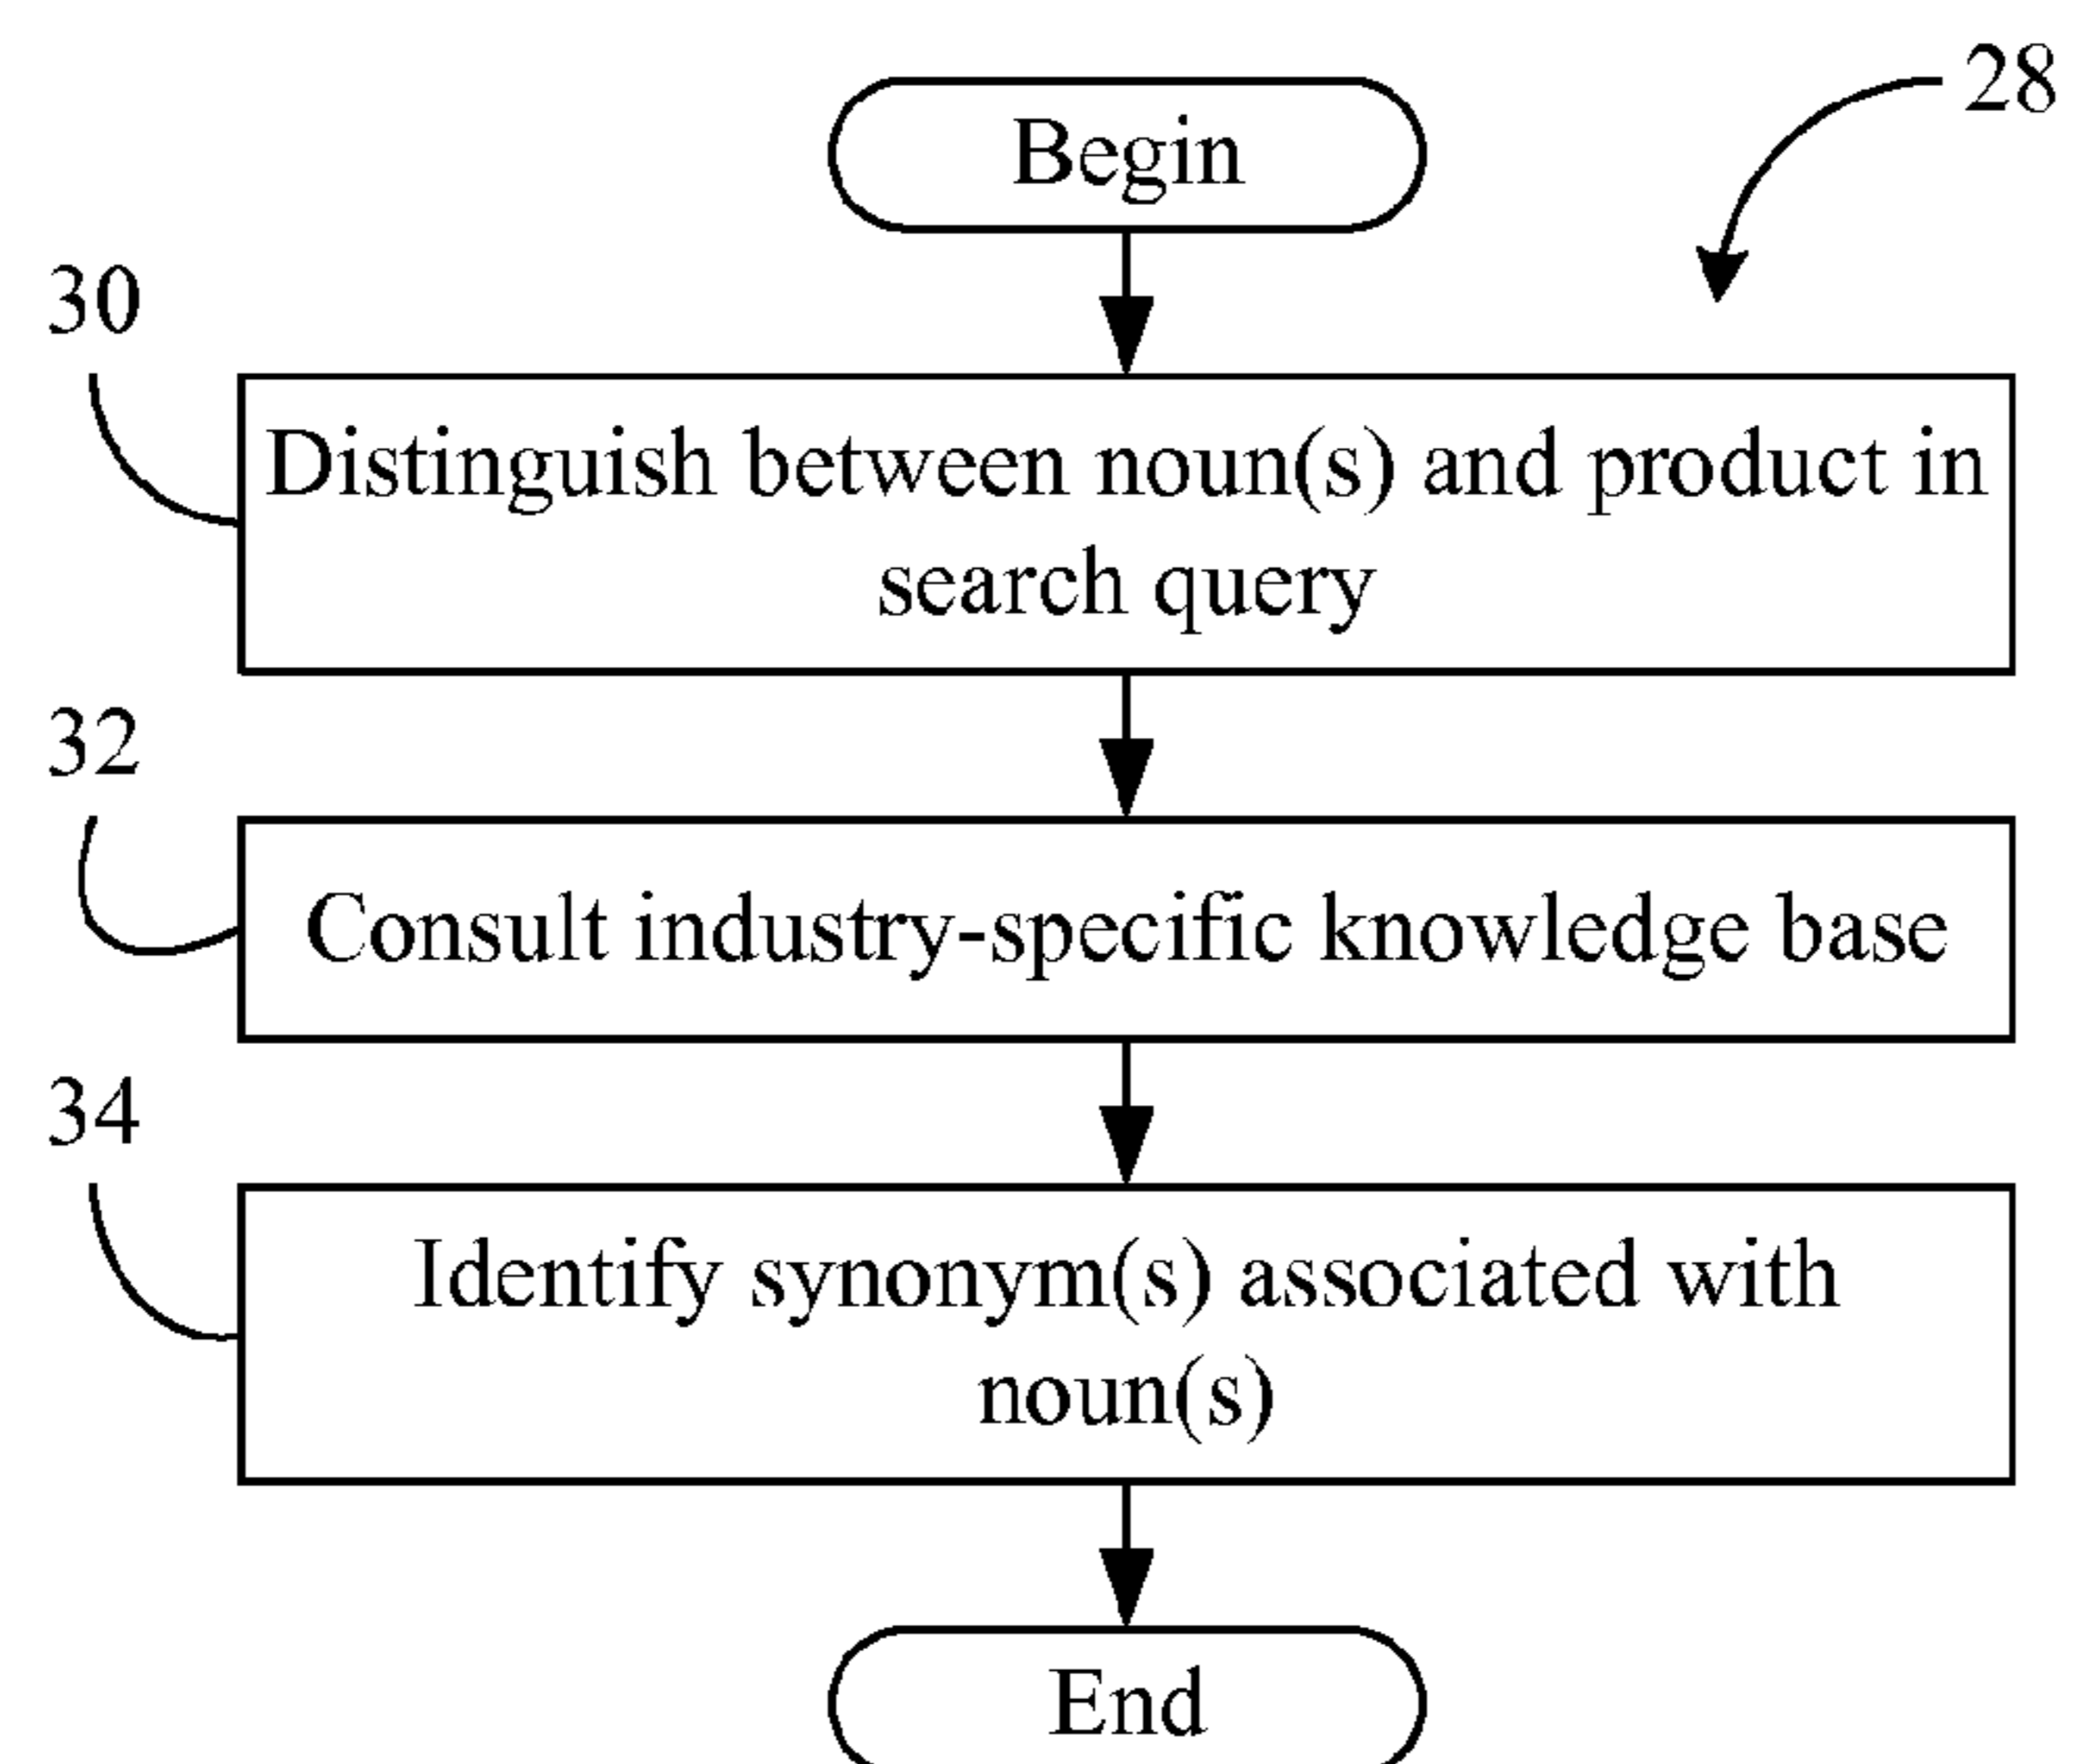 28
Begin
30
Distinguish between noun(s) and product in
search query
32
Consult industry-specific knowledge base
34
Identify synonym(s) associated with
noun(s)
End